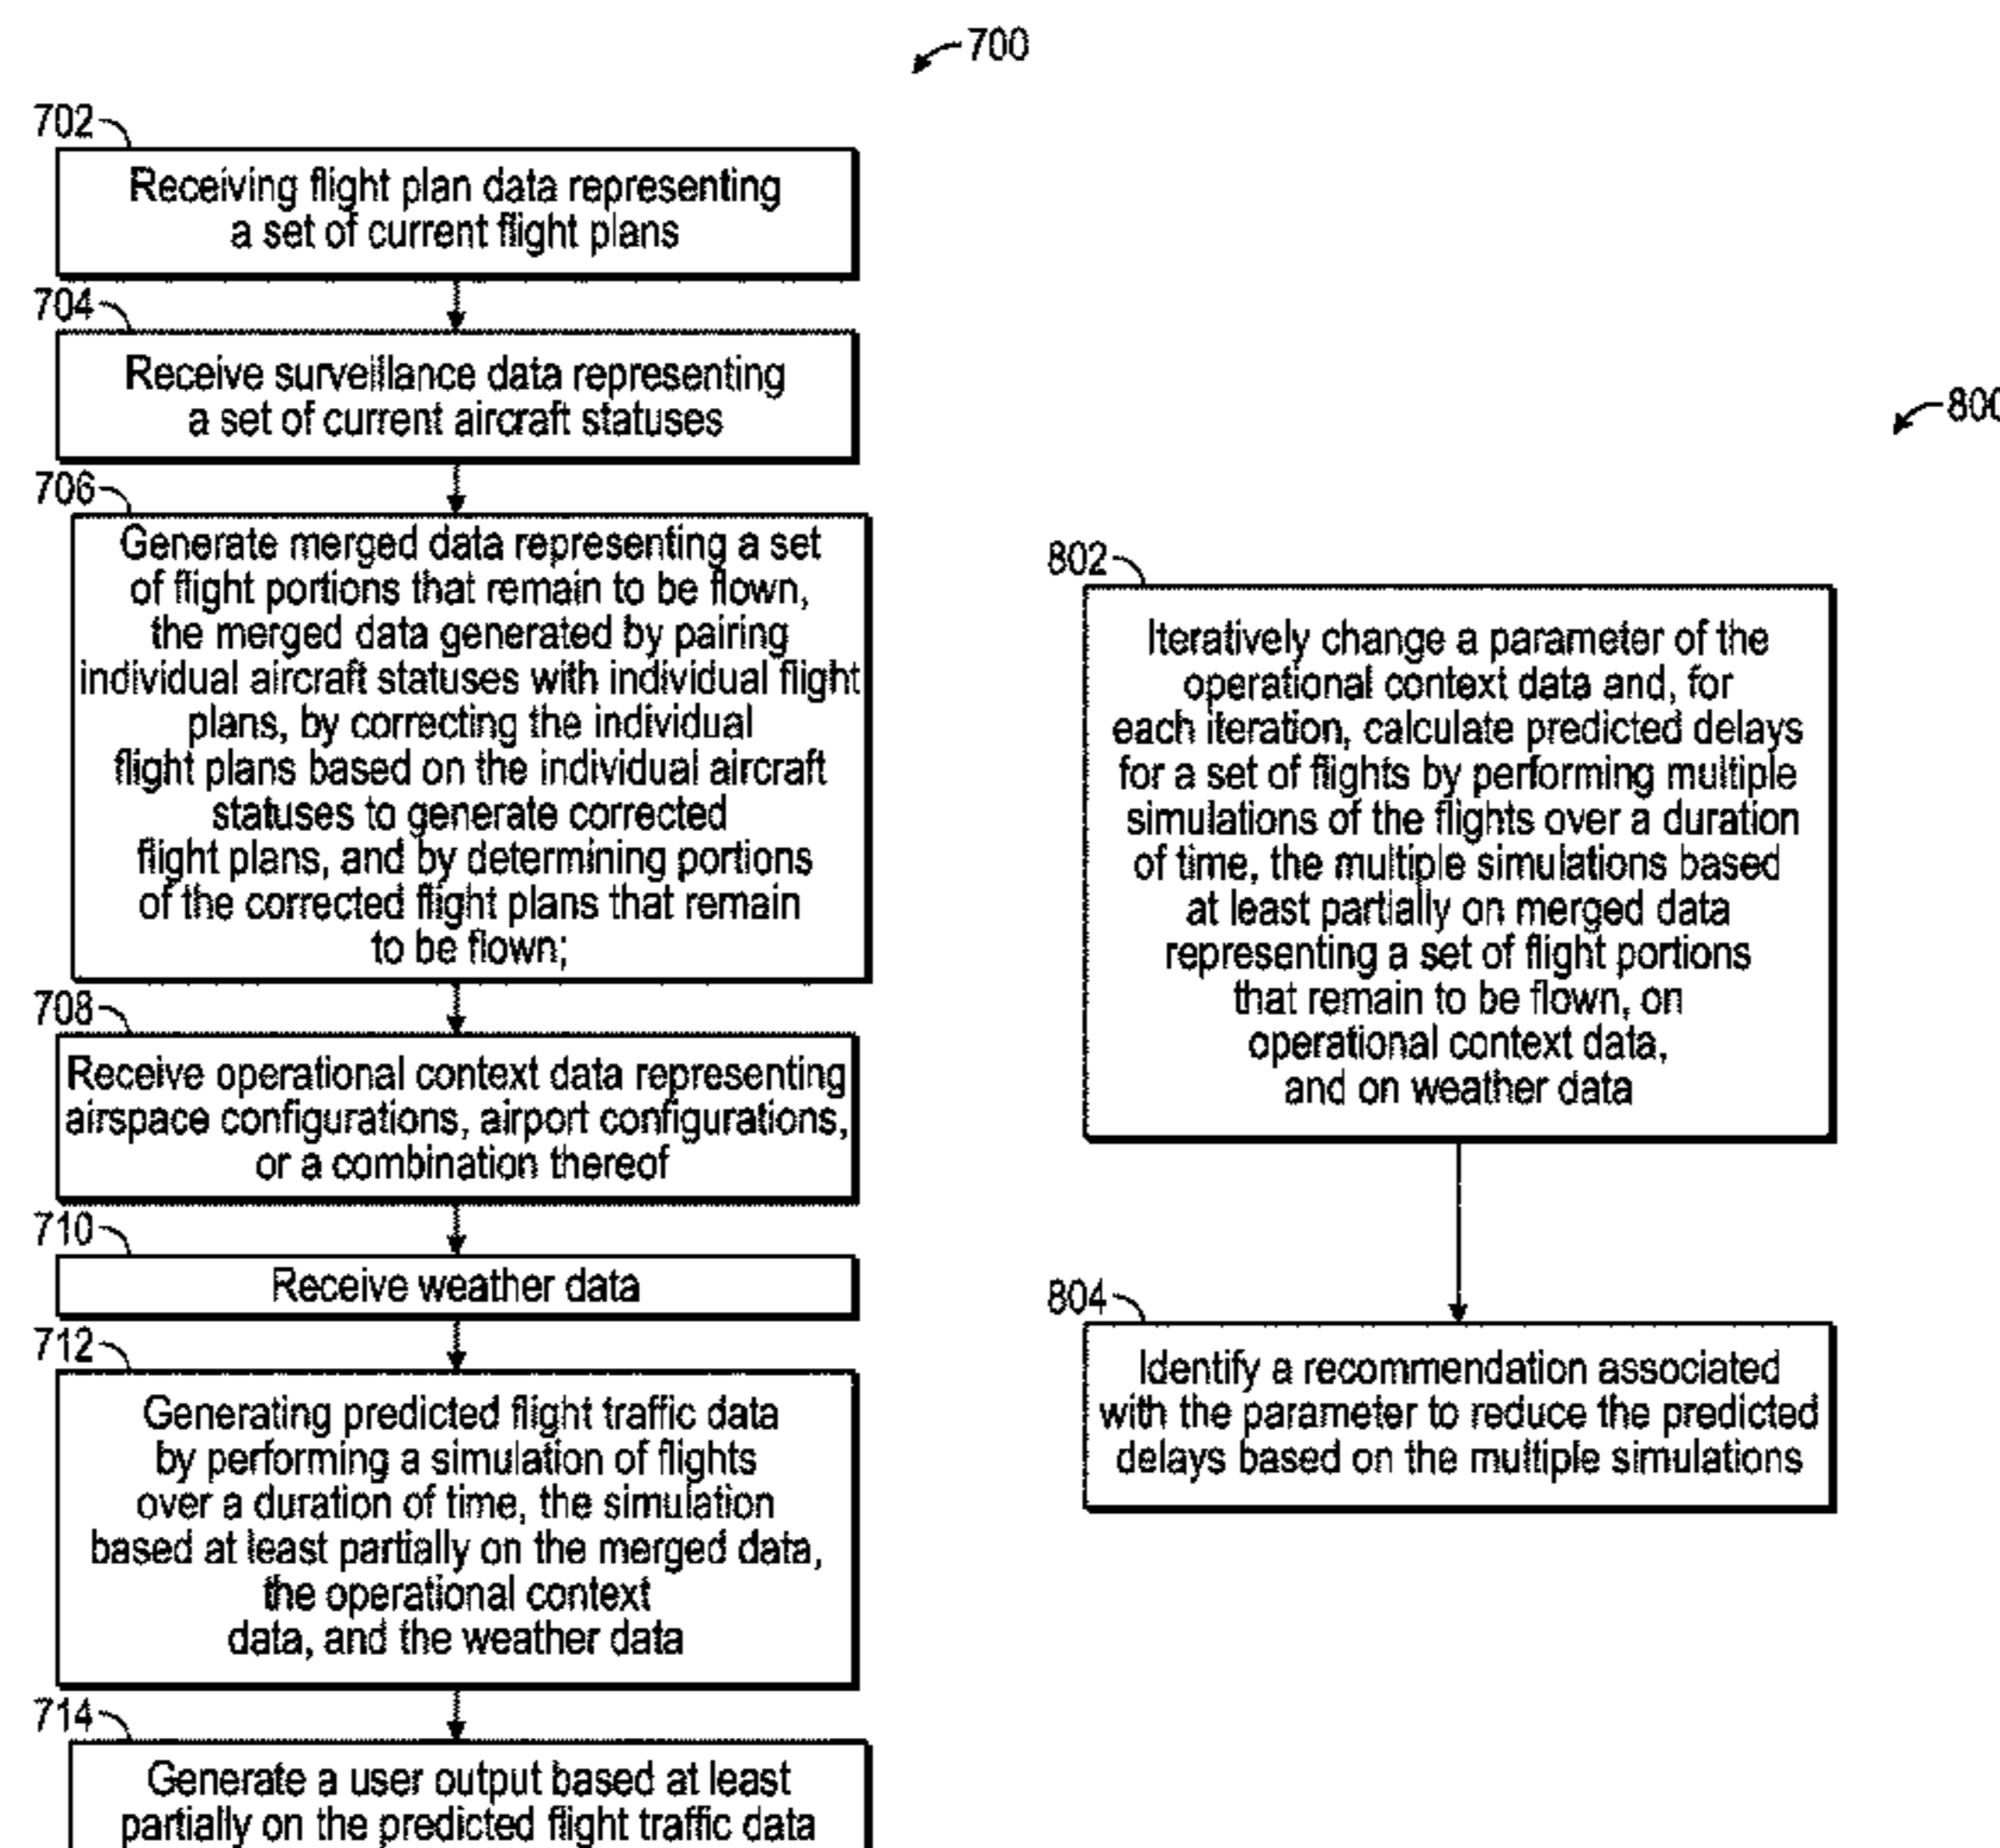 700
702
Receiving flight plan data representing
a set of current flight plans
704
Receive surveillance data representing
a set of current aircraft statuses
706
Generate merged data representing a set
of flight portions that remain to be flown,
the merged data generated by pairing
individual aircraft statuses with individual flight
plans, by correcting the individual
flight plans based on the individual aircraft
statuses to generate corrected
flight plans, and by determining portions
of the corrected flight plans that remain
to be flown;
708
Receive operational context data representing
airspace configurations, airport configurations,
or a combination thereof
710
Receive weather data
712
Generating predicted flight traffic data
by performing a simulation of flights
over a duration of time, the simulation
based at least partially on the merged data,
the operational context
data, and the weather data
714
Generate a user output based at least
partially on the predicted flight traffic data
800
802
Iteratively change a parameter of the
operational context data and, for
each iteration, calculate predicted delays
for a set of flights by performing multiple
simulations of the flights over a duration
of time, the multiple simulations based
at least partially on merged data
representing a set of flight portions
that remain to be flown, on
operational context data,
and on weather data
804
Identify a recommendation associated
with the parameter to reduce the predicted
delays based on the multiple simulations